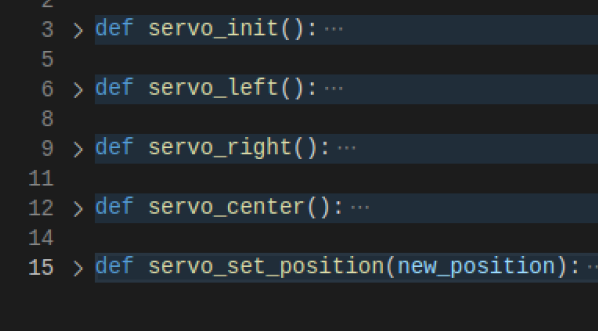 2
3 > def servo_init():···
5
6 > def servo_left():···
8
9 > def servo_right():···
11
12 > def servo_center():···
14
15 > def servo_set_position(new_position):··